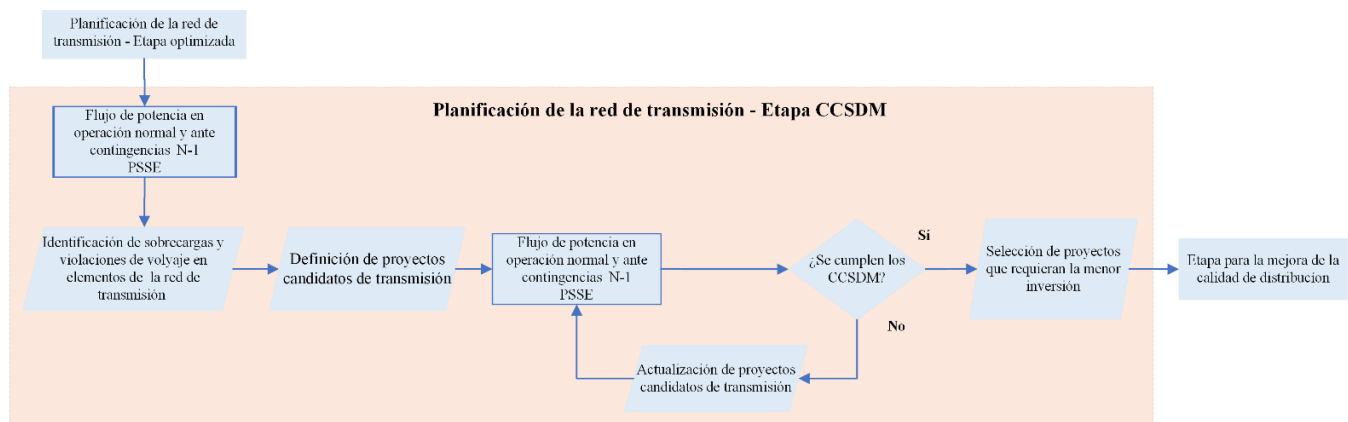 Planificación de la red de
transmisión - Etapa optimizada
Planificación de la red de transmisión - Etapa CCSDM
Flujo de potencia en
operación normal y ante
contingencias N-1
PSSE
Identificación de sobrecargas y
violaciones de volyaje en
elementos de la red de
transmisión
Definición de proyectos
candidatos de transmisión
Flujo de potencia en
operación normal y ante
contingencias N-1
PSSE
¿Se cumplen los
CCSDM?
Sí
No
Selección de proyectos
que requieran la menor
inversión
Etapa para la mejora de la
calidad de distribucion
Actualización de proyectos
candidatos de transmisión